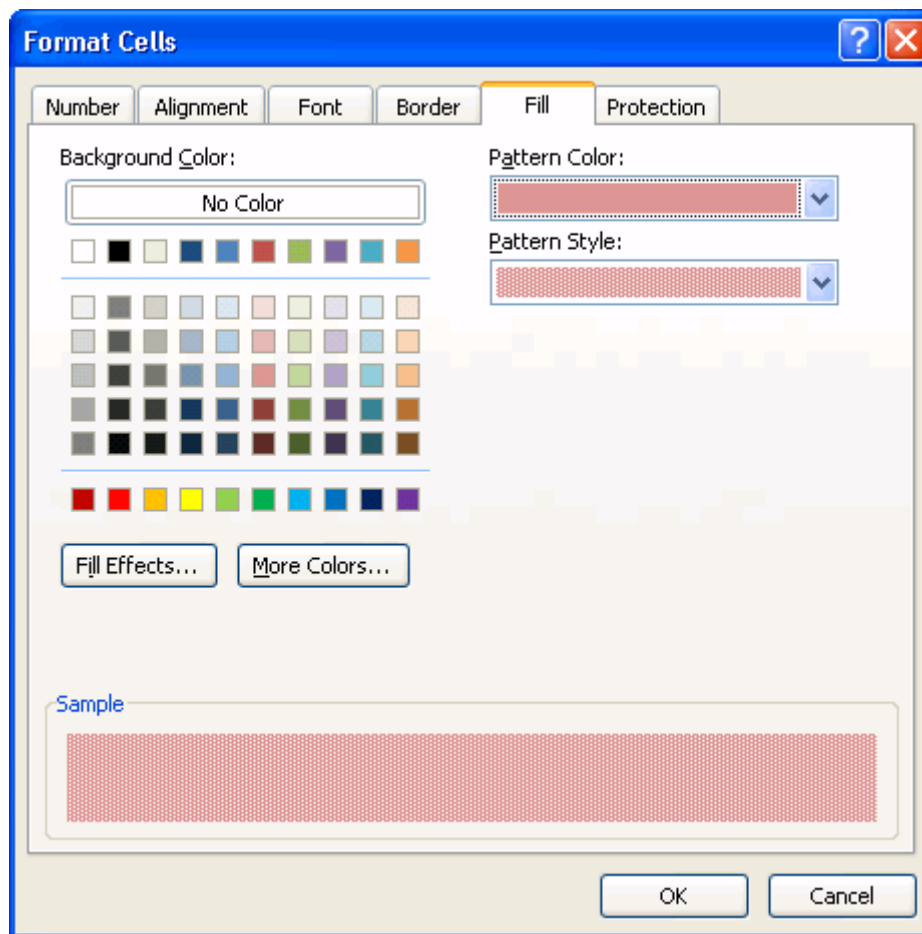 Format Cells
Number Alignment Font Border Fill Protection
Background Color:
No Color
Pattern Color:
Pattern Style:
Fill Effects...
More Colors...
Sample
OK
Cancel